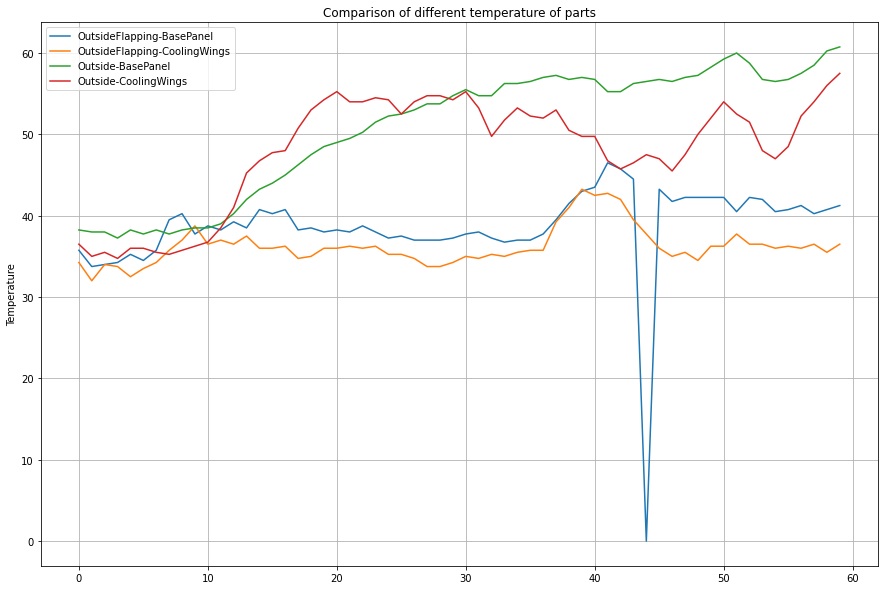 Comparison of different temperature of parts
OutsideFlapping-BasePanel
OutsideFlapping-CoolingWings
Outside-BasePanel
Outside-CoolingWings
Temperature
60
50
40
30
20
10
0
0 10 20 30 40 50 60